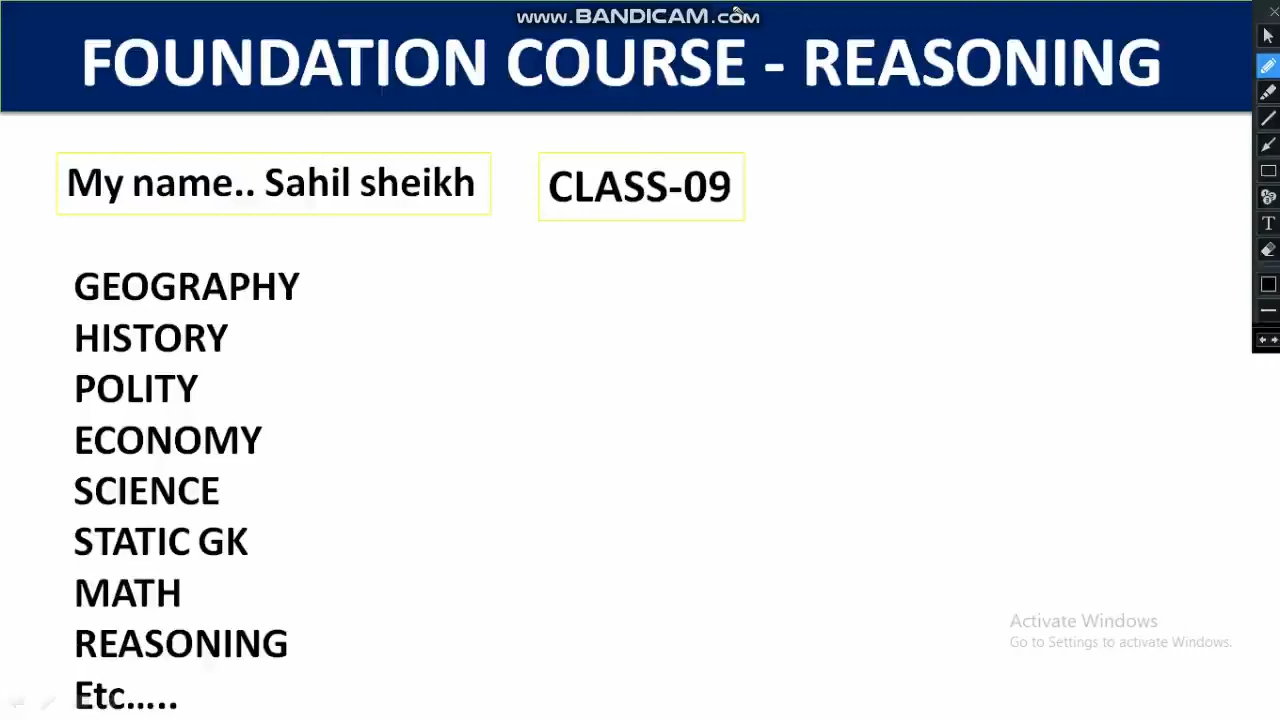 www.BANDICAM.com
FOUNDATION COURSE - REASONING
My name.. Sahil sheikh
CLASS-09
GEOGRAPHY
HISTORY
POLITY
ECONOMY
SCIENCE
STATIC GK
MATH
REASONING
Etc.....
Activate Windows
Go to Settings to activate Windows.
T